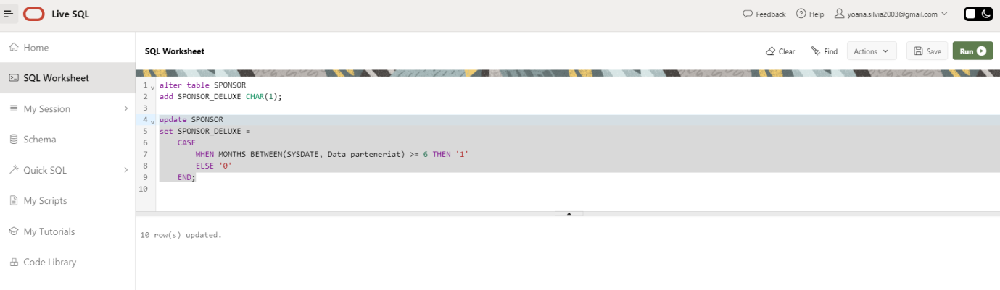 Live SQL
Feedback
Help
yoana.silvia2003@gmail.com
Home
SQL Worksheet
My Session
Schema
Quick SQL
My Scripts
My Tutorials
Code Library
SQL Worksheet
Clear
Find
Actions
Save
Run
1 alter table SPONSOR
2 add SPONSOR_DELUXE CHAR(1);
3
4 update SPONSOR
5 set SPONSOR_DELUXE =
6 CASE
7 WHEN MONTHS_BETWEEN(SYSDATE, Data_parteneriat) >= 6 THEN '1'
8 ELSE '0'
9 END;
10
10 row(s) updated.